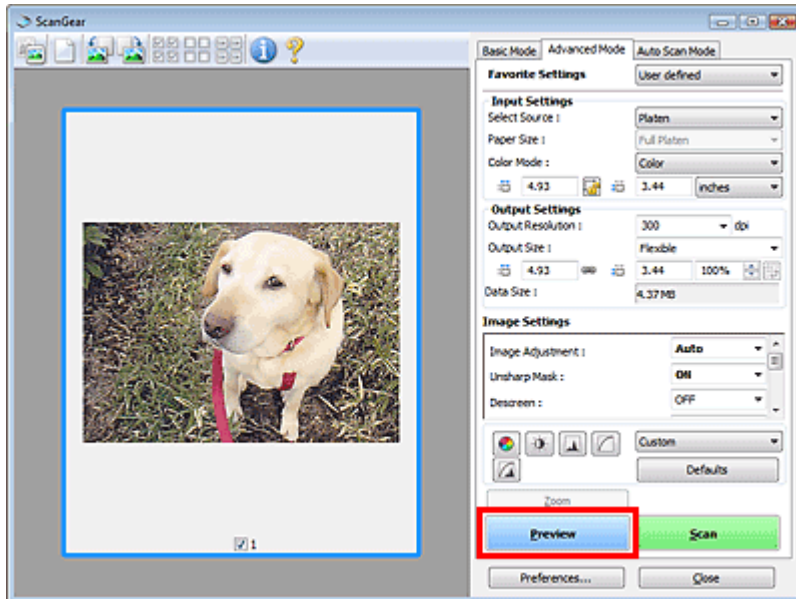 ScanGear
Basic Mode Advanced Mode Auto Scan Mode
Favorite Settings User defined
Input Settings
Select Source : Platen
Paper Size : Full Platen
Color Mode : Color
4.93 3.44 inches
Output Settings
Output Resolution : 300 dpi
Output Size : Flexible
4.93 3.44 100%
Data Size : 4.37 MB
Image Settings
Image Adjustment : Auto
Unsharp Mask : ON
Descreen : OFF
Custom
Defaults
Zoom
Preview Scan
1
Preferences... Close